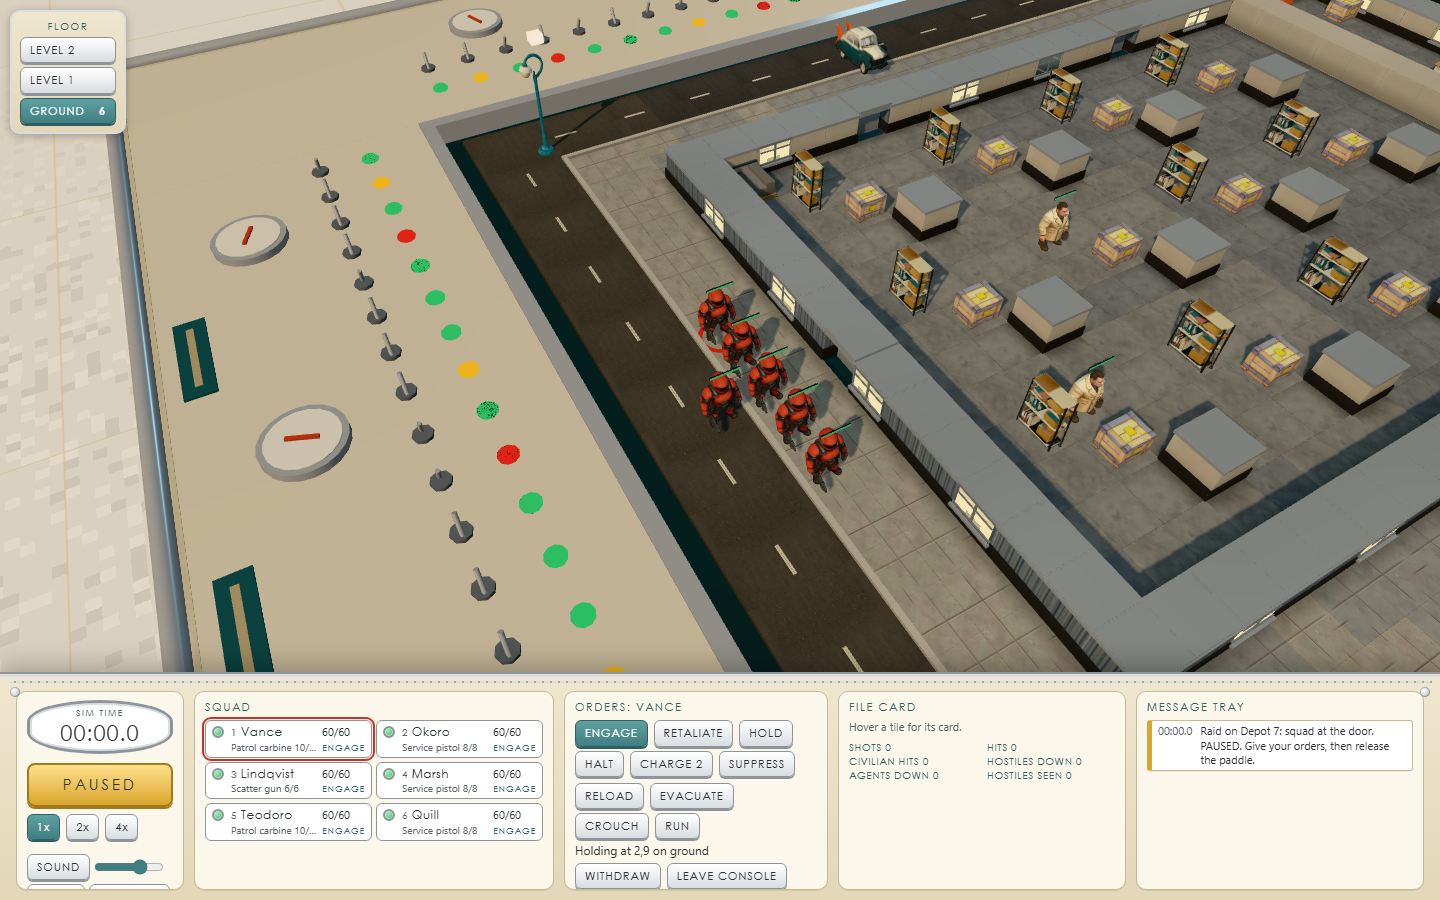 FLOOR
LEVEL 2
LEVEL 1
GROUND 6
SIM TIME
00:00.0
PAUSED
1x 2x 4x
SOUND
SQUAD
1 Vance 60/60
Patrol carbine 10/... ENGAGE
2 Okoro 60/60
Service pistol 8/8 ENGAGE
3 Lindqvist 60/60
Scatter gun 6/6 ENGAGE
4 Marsh 60/60
Service pistol 8/8 ENGAGE
5 Teodoro 60/60
Patrol carbine 10/... ENGAGE
6 Quill 60/60
Service pistol 8/8 ENGAGE
ORDERS: VANCE
ENGAGE RETALIATE HOLD
HALT CHARGE 2 SUPPRESS
RELOAD EVACUATE
CROUCH RUN
Holding at 2,9 on ground
WITHDRAW LEAVE CONSOLE
FILE CARD
Hover a tile for its card.
SHOTS 0 HITS 0
CIVILIAN HITS 0 HOSTILES DOWN 0
AGENTS DOWN 0 HOSTILES SEEN 0
MESSAGE TRAY
00:00.0 Raid on Depot 7: squad at the door.
PAUSED. Give your orders, then release
the paddle.